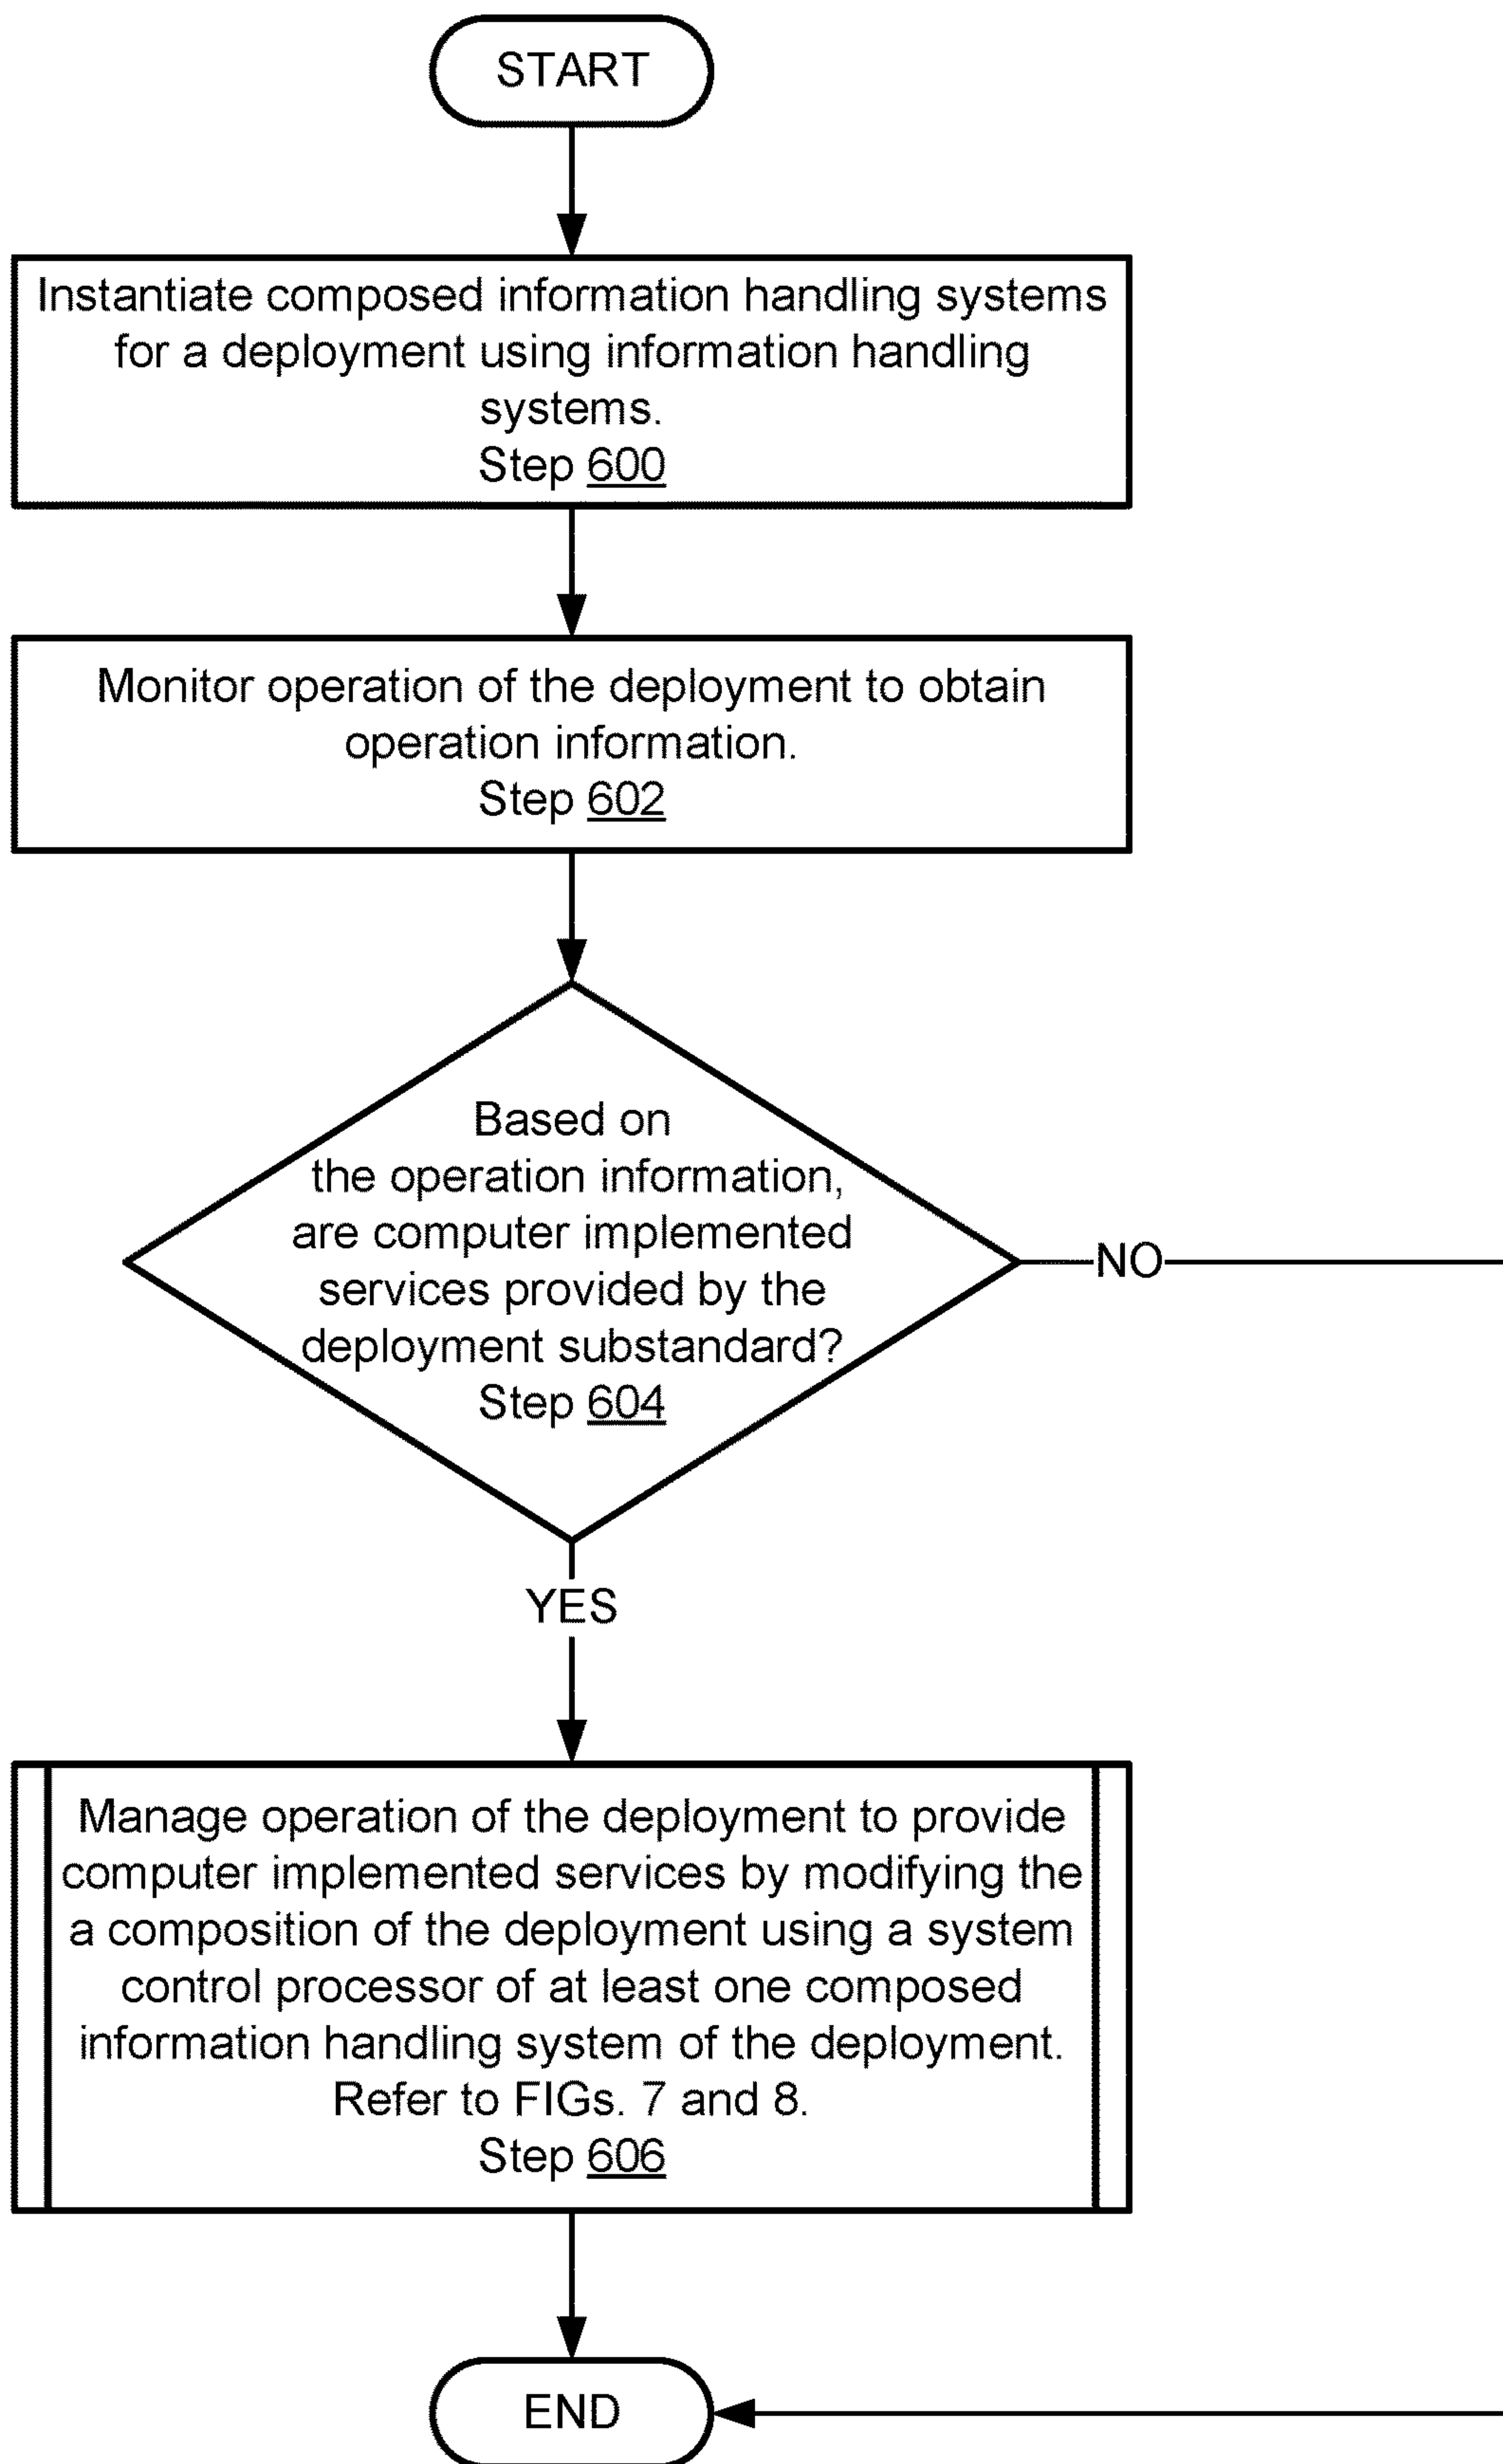 START
Instantiate composed information handling systems
for a deployment using information handling
systems.
Step 600
Monitor operation of the deployment to obtain
operation information.
Step 602
Based on
the operation information,
are computer implemented
services provided by the
deployment substandard?
Step 604
NO
YES
Manage operation of the deployment to provide
computer implemented services by modifying the
a composition of the deployment using a system
control processor of at least one composed
information handling system of the deployment.
Refer to FIGs. 7 and 8.
Step 606
END